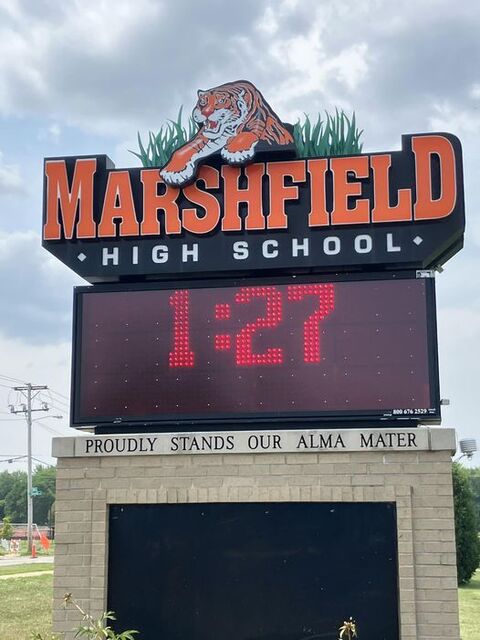 MARSHFIELD
• HIGH SCHOOL •
1:27
800 676 2529
PROUDLY STANDS OUR ALMA MATER